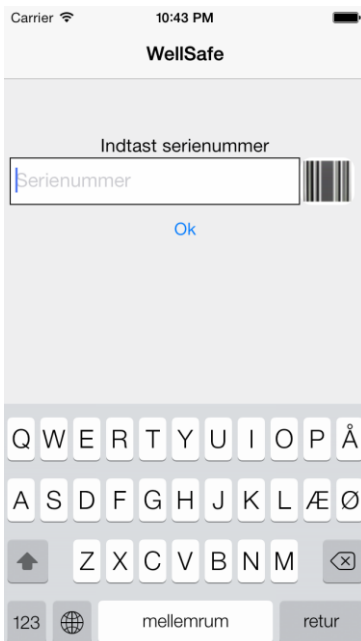 Carrier 10:43 PM
WellSafe
Indtast serienummer
Serienummer
Ok
Q W E R T Y U I O P Å
A S D F G H J K L Æ Ø
Z X C V B N M
123 mellemrum retur